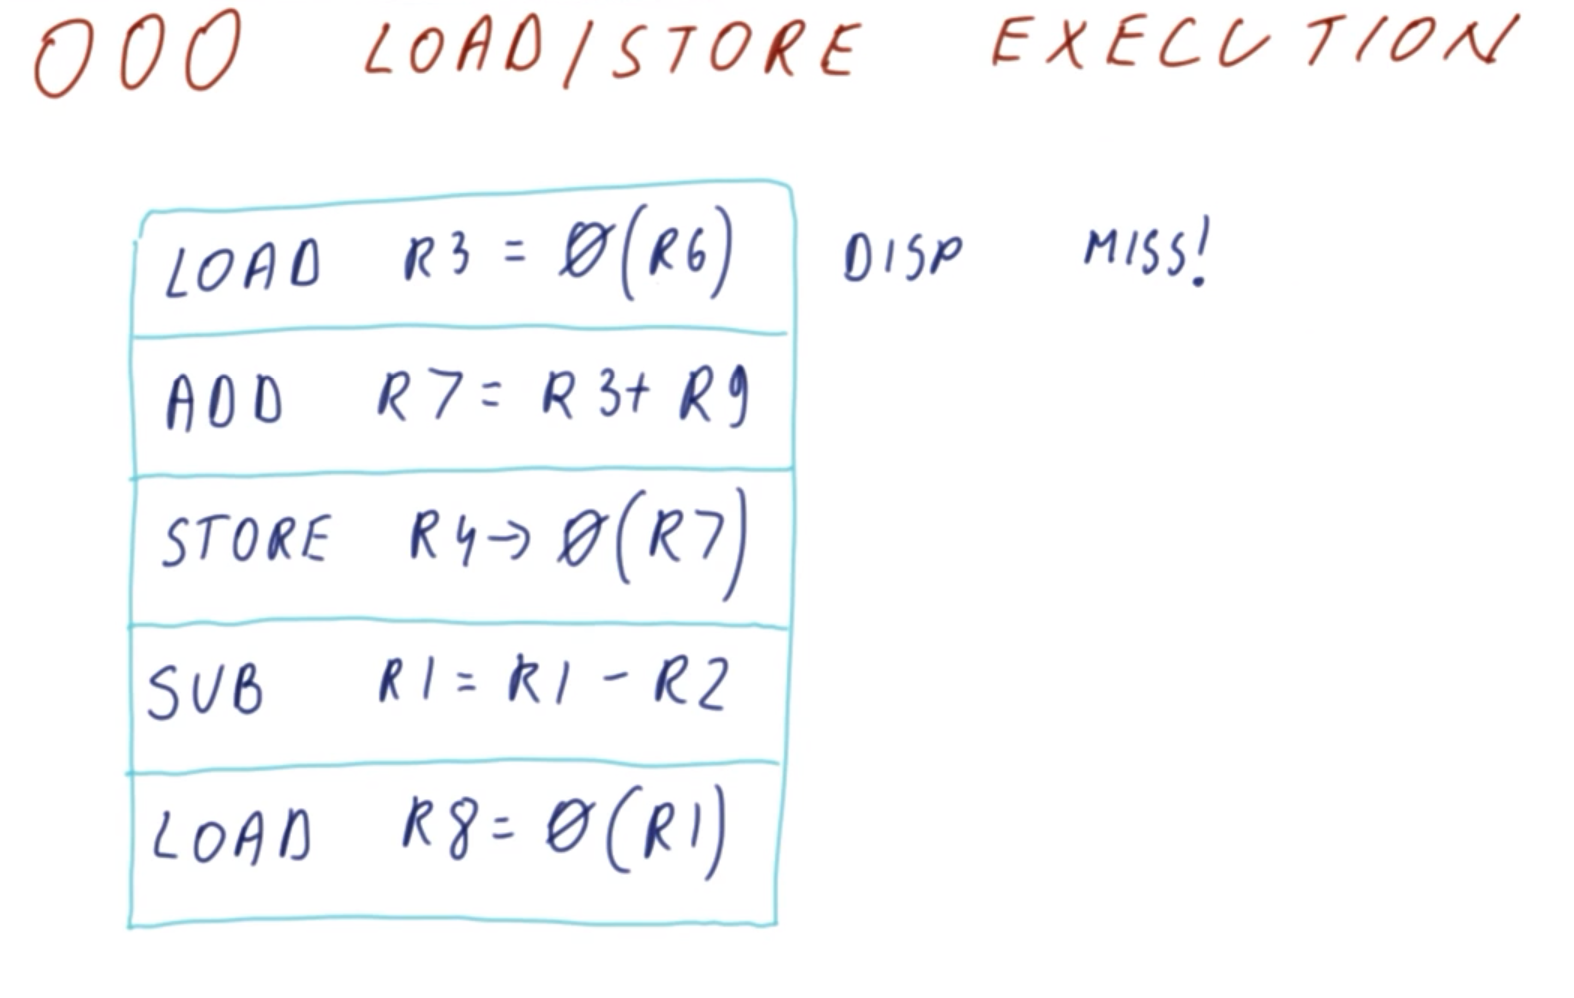 OOO LOAD/STORE EXECUTION
LOAD R3 = Ø(R6) DISP MISS!
ADD R7 = R3 + R9
STORE R4 → Ø(R7)
SUB R1 = R1 - R2
LOAD R8 = Ø(R1)